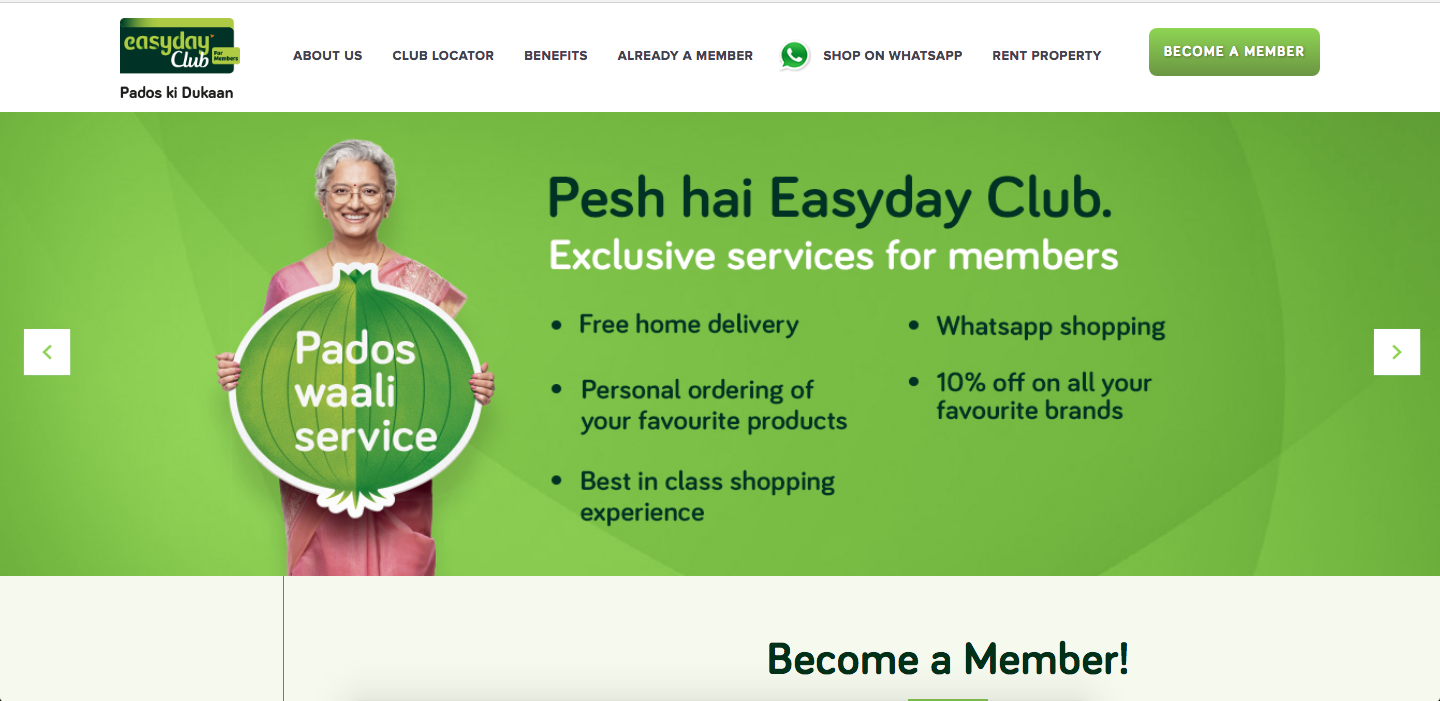 easyday
Club
For
Members
Pados ki Dukaan
ABOUT US
CLUB LOCATOR
BENEFITS
ALREADY A MEMBER
SHOP ON WHATSAPP
RENT PROPERTY
BECOME A MEMBER
Pados
waali
service
Pesh hai Easyday Club.
Exclusive services for members
• Free home delivery
• Personal ordering of
your favourite products
• Best in class shopping
experience
• Whatsapp shopping
• 10% off on all your
favourite brands
Become a Member!